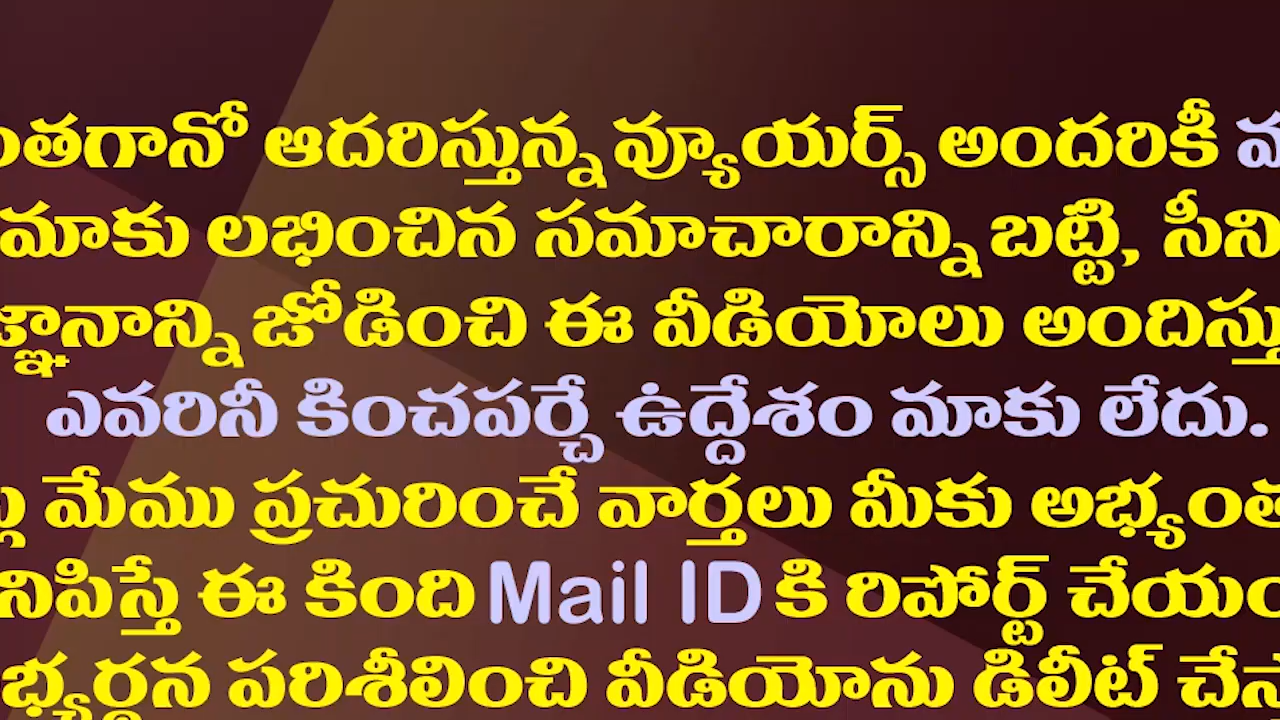 ఆదరిస్తున్న వ్యూయర్స్ అందరికీ
మాకు లభించిన సమాచారాన్ని బట్టి,
జోడించి ఈ వీడియోలు
ఎవరినీ కించపర్చే ఉద్దేశం మాకు లేదు.
మేము ప్రచురించే వార్తలు మీకు
ఈ కింది Mail ID కి రిపోర్ట్
పరిశీలించి వీడియోను డిలీట్